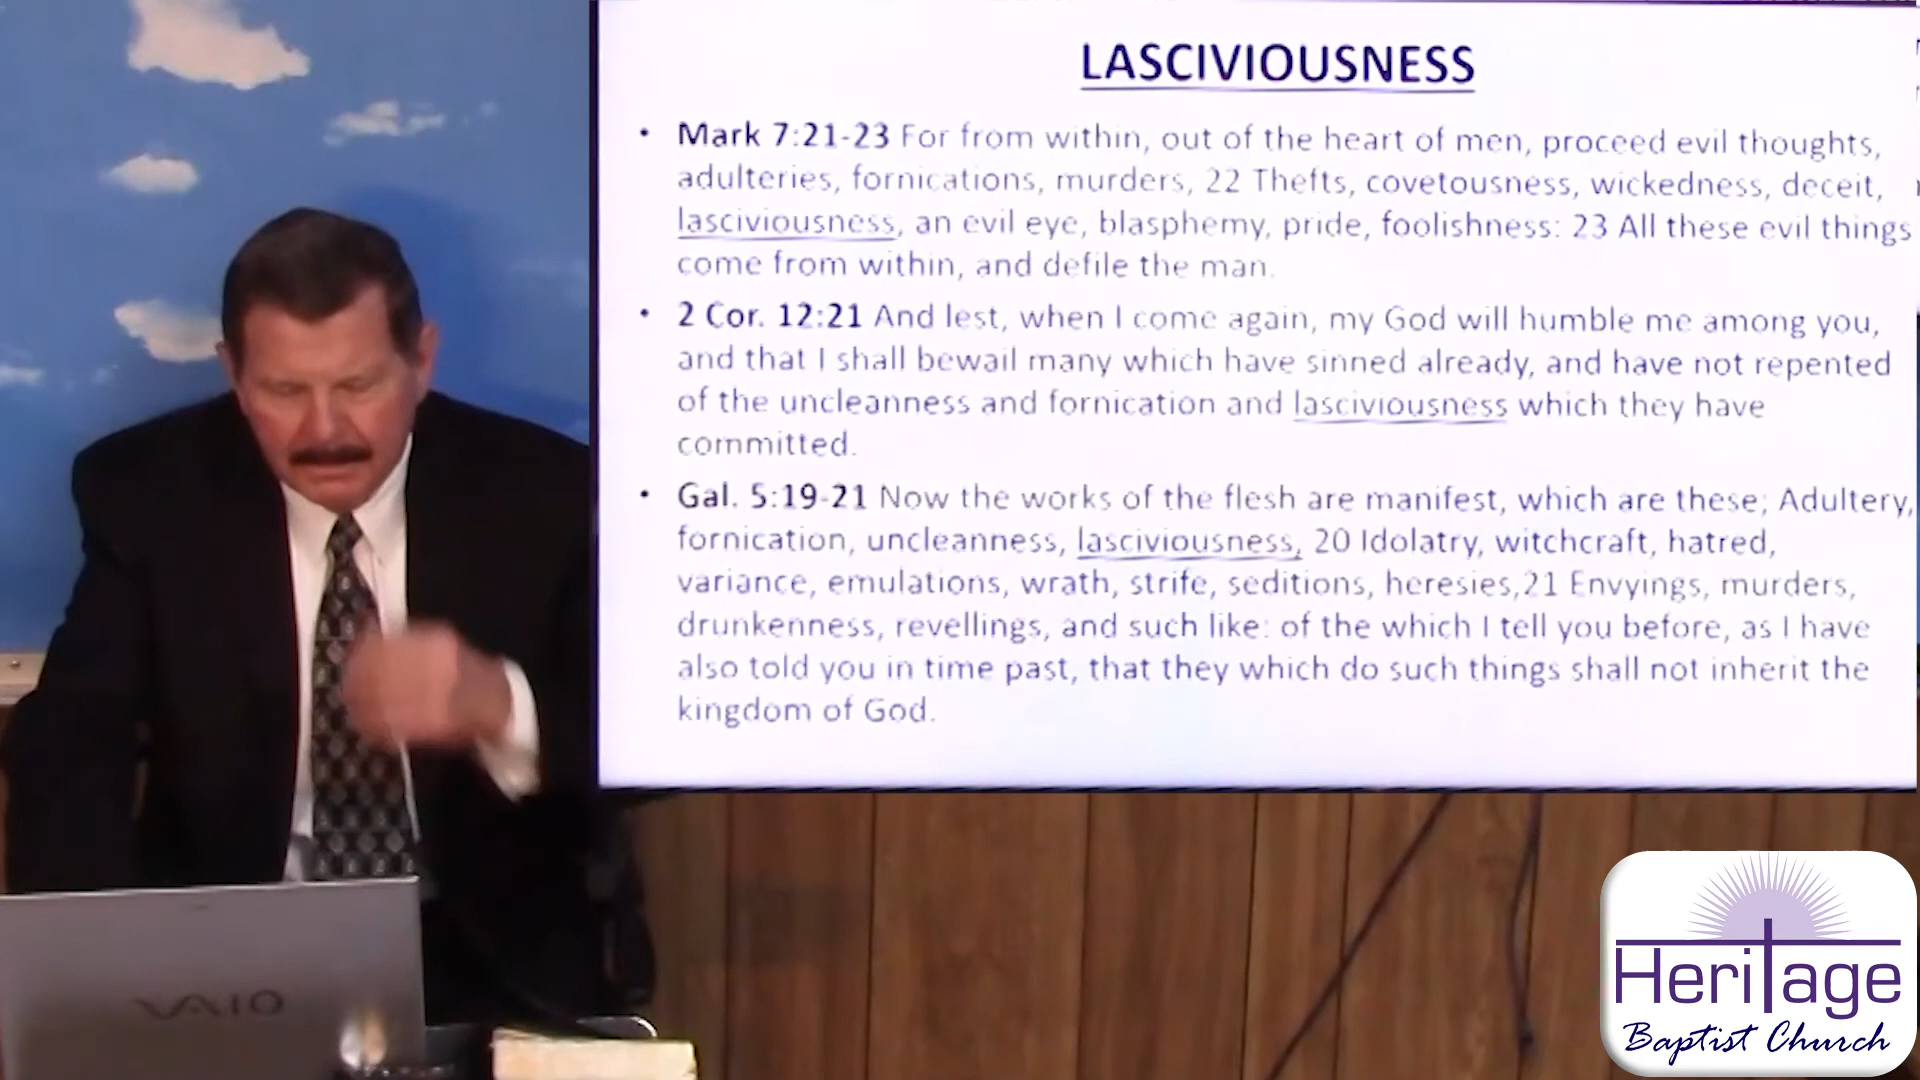 LASCIVIOUSNESS
• Mark 7:21-23 For from within, out of the heart of men, proceed evil thoughts,
adulteries, fornications, murders, 22 Thefts, covetousness, wickedness, deceit,
lasciviousness, an evil eye, blasphemy, pride, foolishness: 23 All these evil things
come from within, and defile the man.
• 2 Cor. 12:21 And lest, when I come again, my God will humble me among you,
and that I shall bewail many which have sinned already, and have not repented
of the uncleanness and fornication and lasciviousness which they have
committed.
• Gal. 5:19-21 Now the works of the flesh are manifest, which are these; Adultery,
fornication, uncleanness, lasciviousness, 20 Idolatry, witchcraft, hatred,
variance, emulations, wrath, strife, seditions, heresies,21 Envyings, murders,
drunkenness, revellings, and such like: of the which I tell you before, as I have
also told you in time past, that they which do such things shall not inherit the
kingdom of God.
VAIO
Heritage
Baptist Church